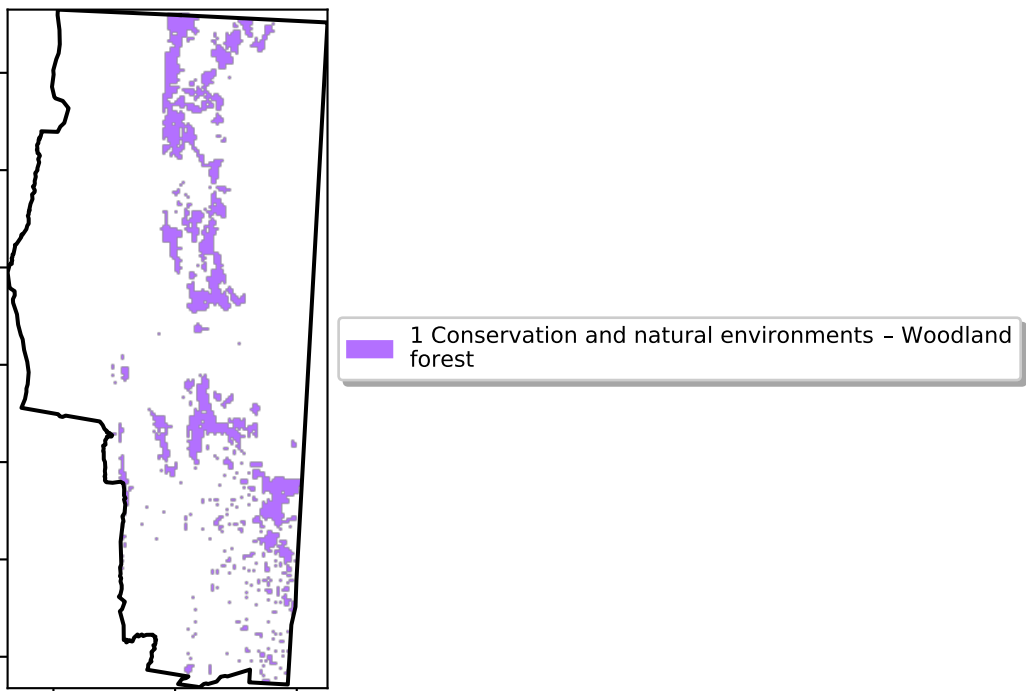 1 Conservation and natural environments – Woodland
forest